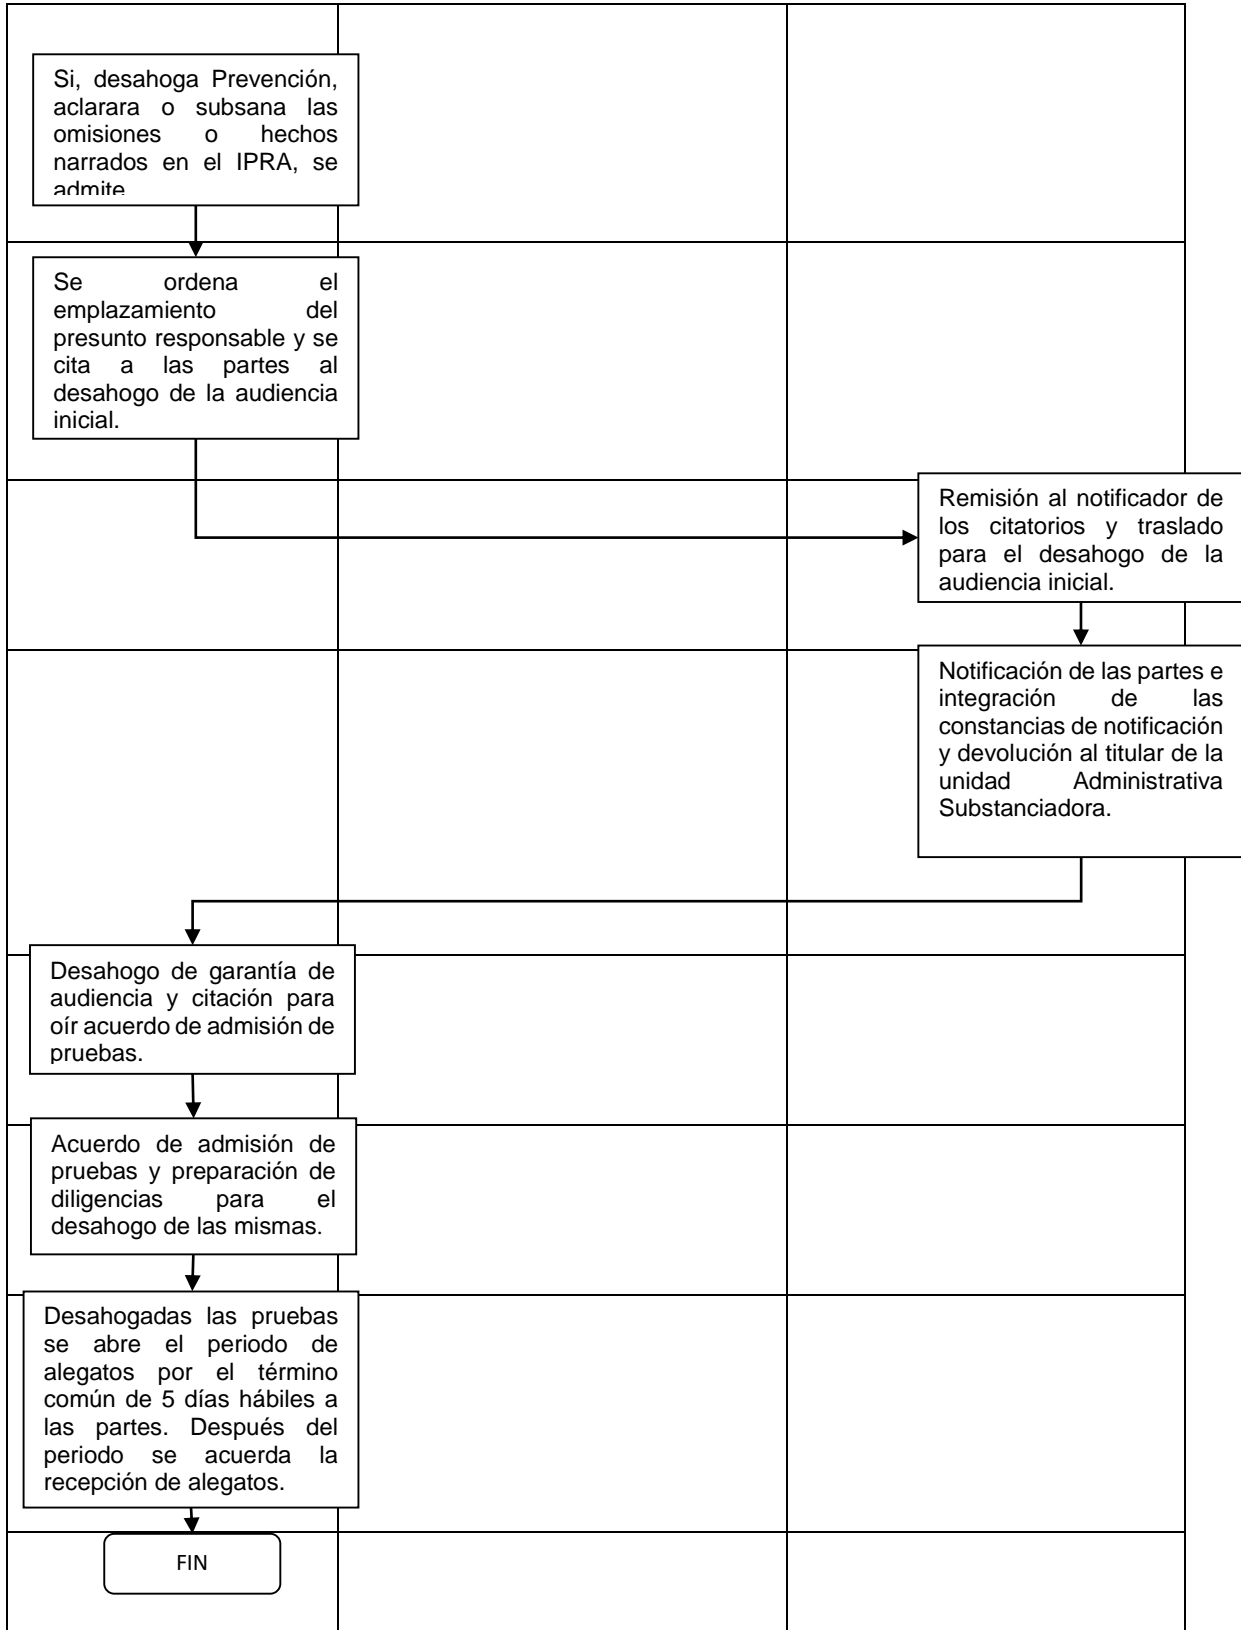 Si, desahoga Prevención,
aclarara o subsana las
omisiones o hechos
narrados en el IPRA, se
admite
Se ordena el
emplazamiento del
presunto responsable y se
cita a las partes al
desahogo de la audiencia
inicial.
Remisión al notificador de
los citatorios y traslado
para el desahogo de la
audiencia inicial.
Notificación de las partes e
integración de las
constancias de notificación
y devolución al titular de la
unidad Administrativa
Substanciadora.
Desahogo de garantía de
audiencia y citación para
oír acuerdo de admisión de
pruebas.
Acuerdo de admisión de
pruebas y preparación de
diligencias para el
desahogo de las mismas.
Desahogadas las pruebas
se abre el periodo de
alegatos por el término
común de 5 días hábiles a
las partes. Después del
periodo se acuerda la
recepción de alegatos.
FIN